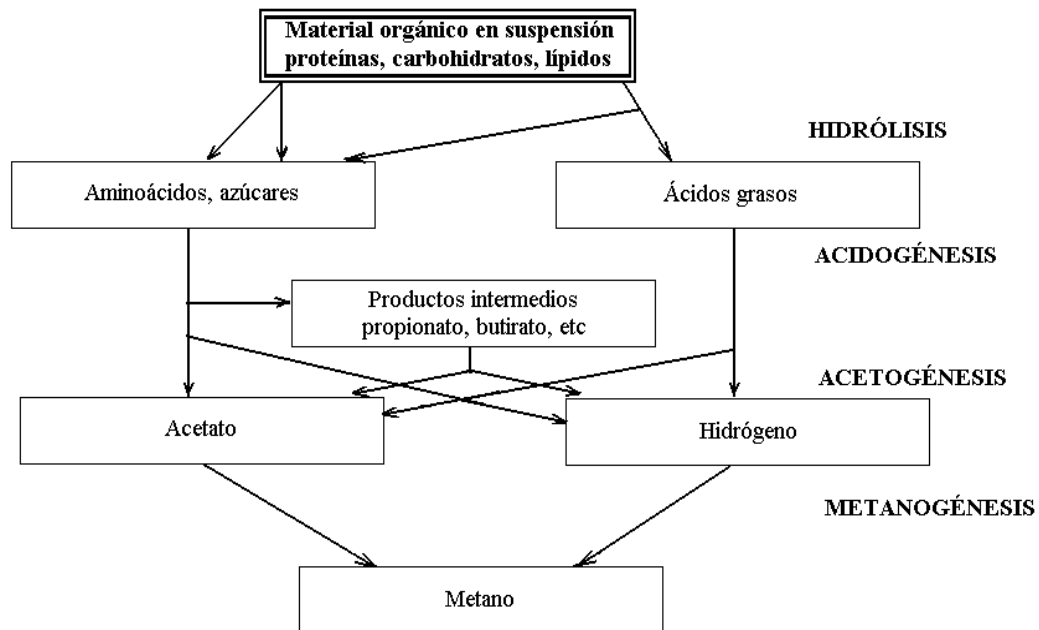 Material orgánico en suspensión
proteínas, carbohidratos, lípidos
HIDRÓLISIS
Aminoácidos, azúcares
Ácidos grasos
ACIDOGÉNESIS
Productos intermedios
propionato, butirato, etc
ACETOGÉNESIS
Acetato
Hidrógeno
METANOGÉNESIS
Metano